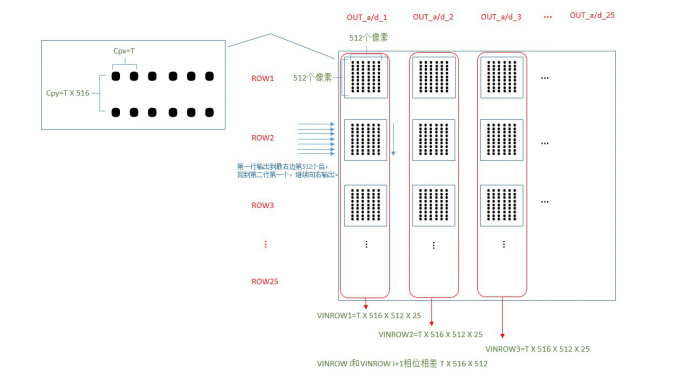 OUT_a/d_1 OUT_a/d_2 OUT_a/d_3 ... OUT_a/d_25
512个像素
Cpx=T
Cpy=T X 516
ROW1
512个像素
...
ROW2
...
第一行输出到最右边第512个后,
回到第二行第一个,继续向右输出。
ROW3
...
⋮ ⋮ ⋮ ⋮
ROW25
VINROW1=T X 516 X 512 X 25
VINROW2=T X 516 X 512 X 25
VINROW3=T X 516 X 512 X 25
VINROW i和VINROW i+1相位相差 T X 516 X 512